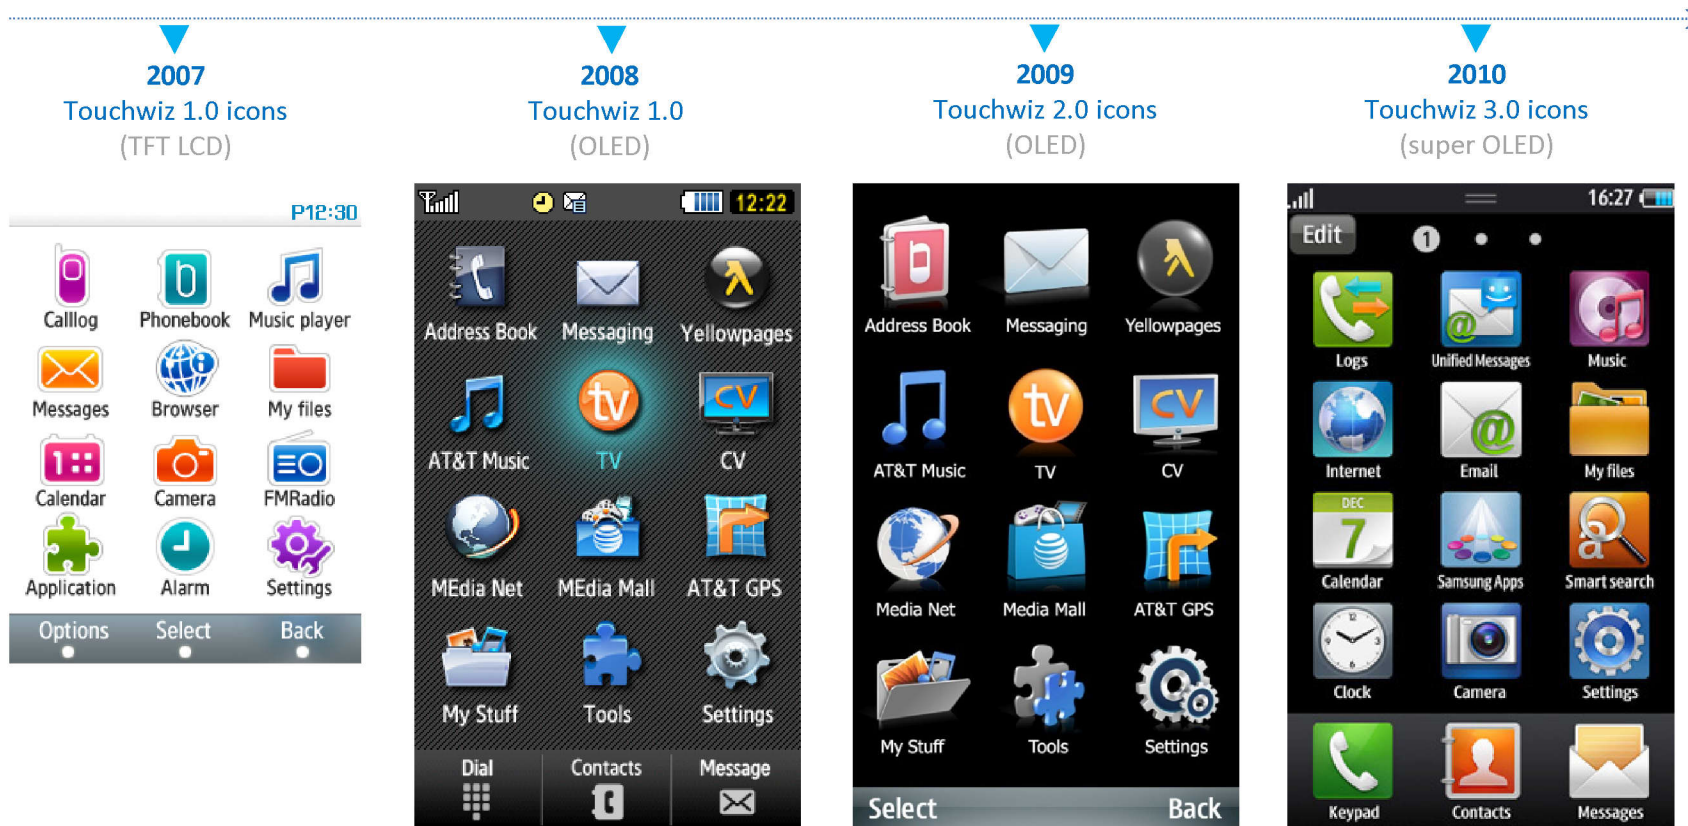 2007
Touchwiz 1.0 icons
(TFT LCD)
P12:30
Calllog Phonebook Music player
Messages Browser My files
1
Calendar Camera FMRadio
Application Alarm Settings
Options Select Back
2008
Touchwiz 1.0
(OLED)
12:22
Address Book Messaging Yellowpages
tv CV
AT&T Music TV CV
MEdia Net MEdia Mall AT&T GPS
My Stuff Tools Settings
Dial Contacts Message
2009
Touchwiz 2.0 icons
(OLED)
Address Book Messaging Yellowpages
tv CV
AT&T Music TV CV
Media Net Media Mall AT&T GPS
My Stuff Tools Settings
Select Back
2010
Touchwiz 3.0 icons
(super OLED)
16:27
Edit 1
@
Logs Unified Messages Music
@
Internet Email My files
DEC
7 a
Calendar Samsung Apps Smart search
Clock Camera Settings
Keypad Contacts Messages